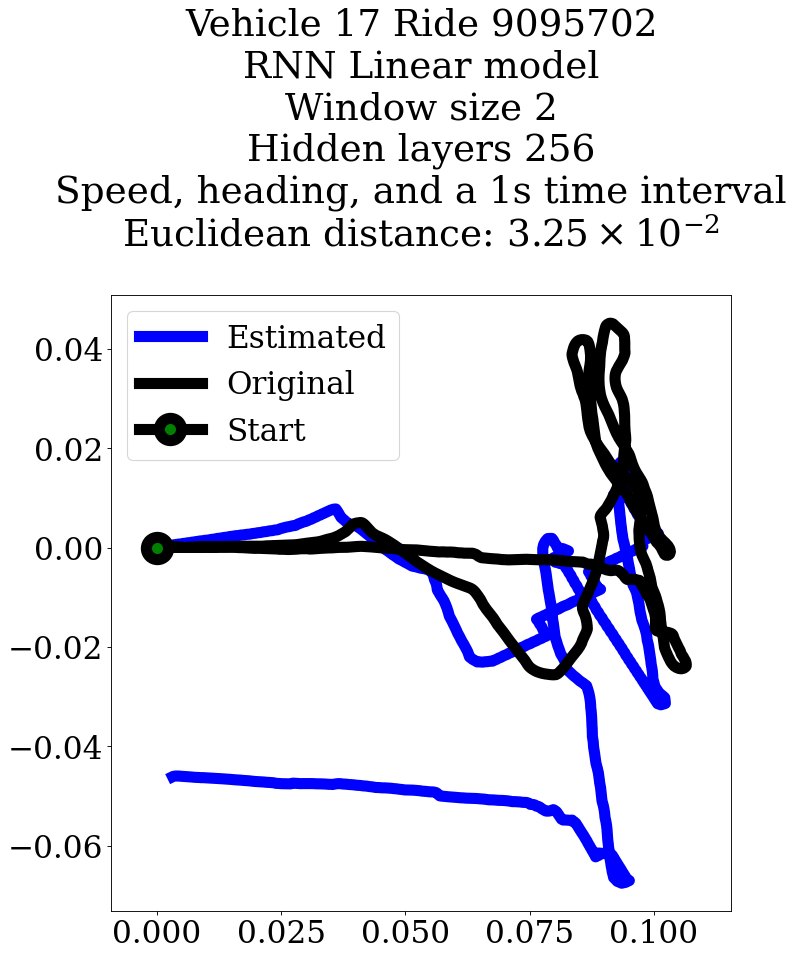 Vehicle 17 Ride 9095702
RNN Linear model
Window size 2
Hidden layers 256
Speed, heading, and a 1s time interval
Euclidean distance: 3.25 × 10⁻²
Estimated
Original
Start
0.04
0.02
0.00
−0.02
−0.04
−0.06
0.000 0.025 0.050 0.075 0.100